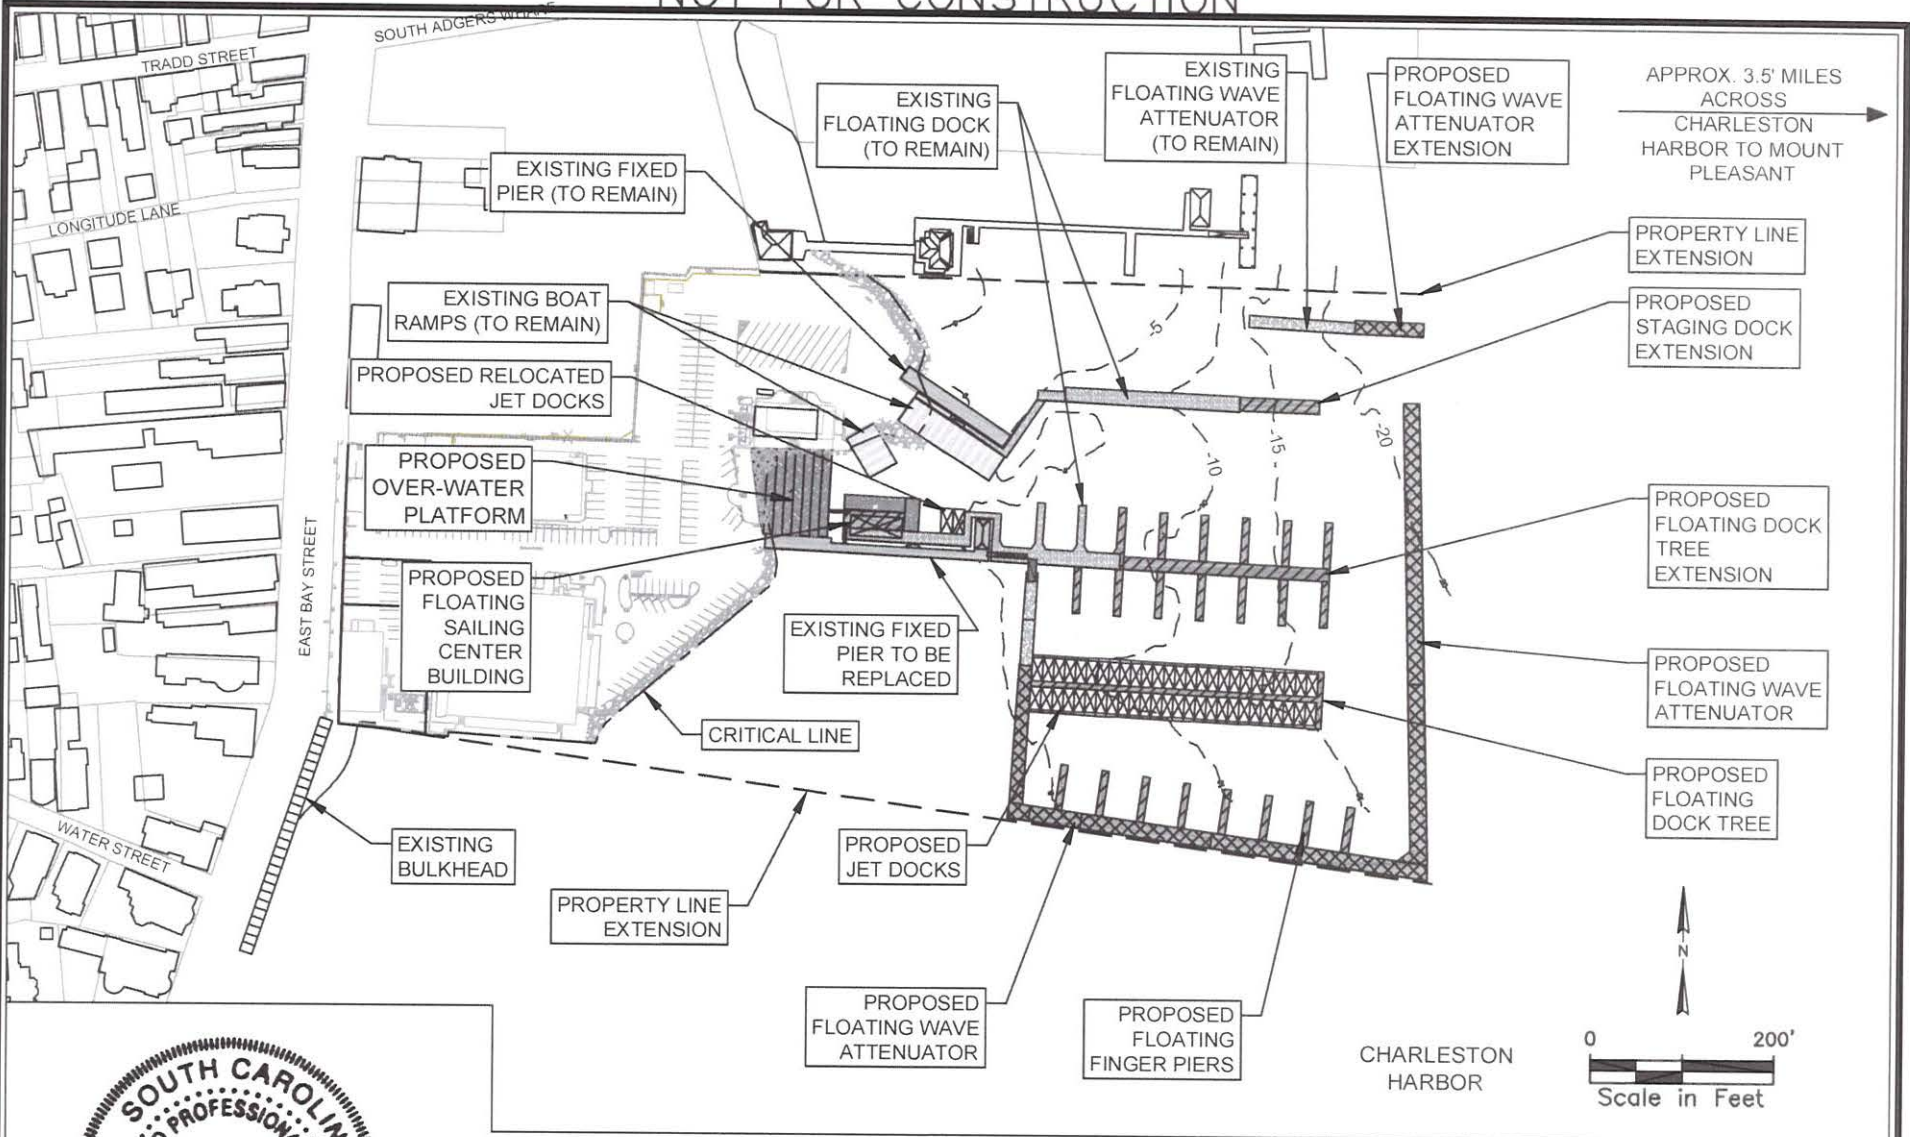 NOT FOR CONSTRUCTION
SOUTH ADGERS WHARF
TRADD STREET
LONGITUDE LANE
EAST BAY STREET
WATER STREET
EXISTING FIXED
PIER (TO REMAIN)
EXISTING
FLOATING DOCK
(TO REMAIN)
EXISTING
FLOATING WAVE
ATTENUATOR
(TO REMAIN)
PROPOSED
FLOATING WAVE
ATTENUATOR
EXTENSION
APPROX. 3.5' MILES
ACROSS
CHARLESTON
HARBOR TO MOUNT
PLEASANT
PROPERTY LINE
EXTENSION
PROPOSED
STAGING DOCK
EXTENSION
EXISTING BOAT
RAMPS (TO REMAIN)
PROPOSED RELOCATED
JET DOCKS
PROPOSED
OVER-WATER
PLATFORM
PROPOSED
FLOATING
SAILING
CENTER
BUILDING
-5
-10
-15
-20
PROPOSED
FLOATING DOCK
TREE
EXTENSION
EXISTING FIXED
PIER TO BE
REPLACED
PROPOSED
FLOATING WAVE
ATTENUATOR
CRITICAL LINE
PROPOSED
FLOATING
DOCK TREE
EXISTING
BULKHEAD
PROPOSED
JET DOCKS
PROPERTY LINE
EXTENSION
PROPOSED
FLOATING WAVE
ATTENUATOR
PROPOSED
FLOATING
FINGER PIERS
CHARLESTON
HARBOR
N
0 200'
Scale in Feet
SOUTH CAROLIN
PROFESSIONA